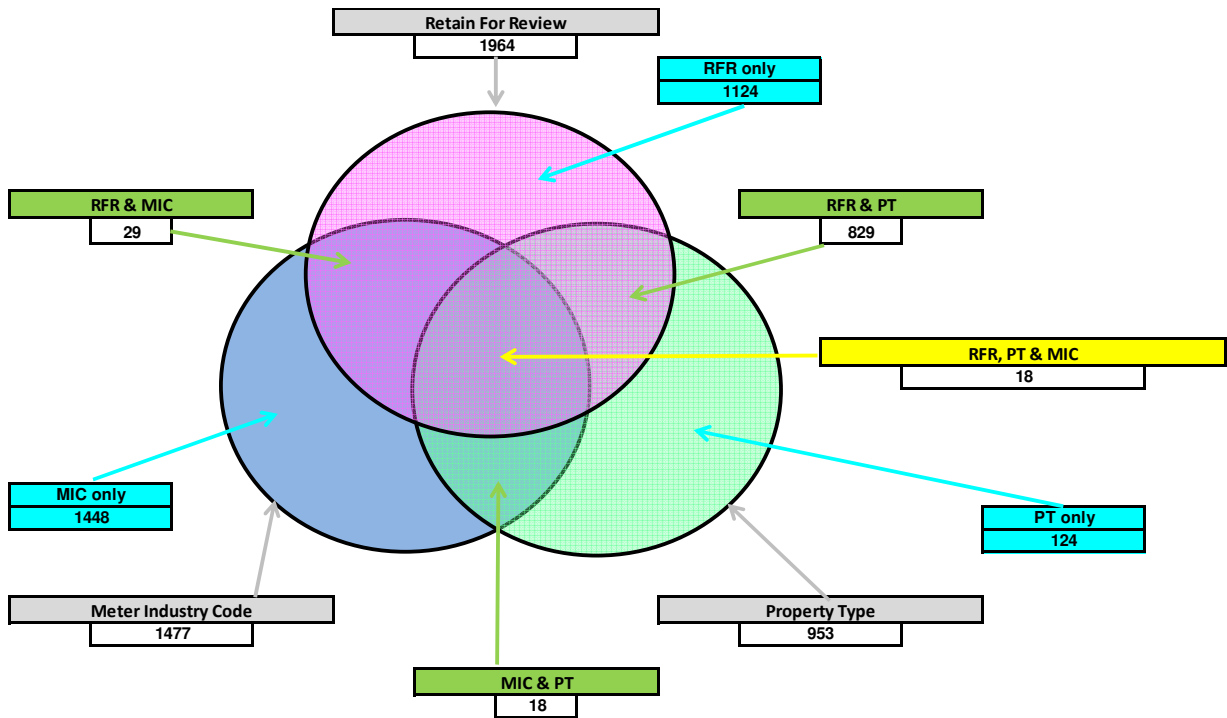 Retain For Review
1964
RFR only
1124
RFR & MIC
29
RFR & PT
829
RFR, PT & MIC
18
MIC only
1448
PT only
124
Meter Industry Code
1477
Property Type
953
MIC & PT
18